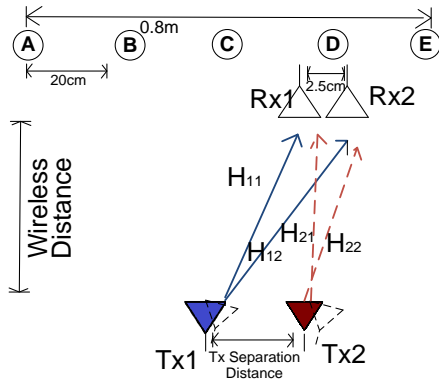 0.8m
A B C D E
20cm
2.5cm
Rx1 Rx2
Wireless
Distance
H11
H12
H21
H22
Tx1
Tx Separation
Distance
Tx2